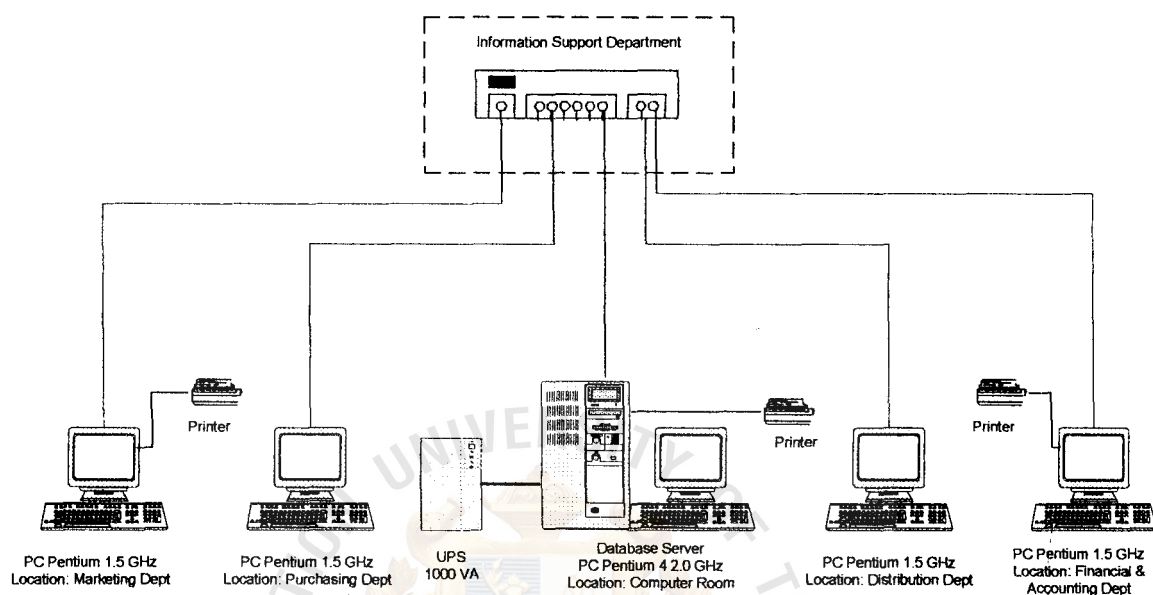 Information Support Department
Printer
Printer
Printer
PC Pentium 1.5 GHz
Location: Marketing Dept
PC Pentium 1.5 GHz
Location: Purchasing Dept
UPS
1000 VA
Database Server
PC Pentium 4 2.0 GHz
Location: Computer Room
PC Pentium 1.5 GHz
Location: Distribution Dept
PC Pentium 1.5 GHz
Location: Financial &
Accounting Dept
UNIVER